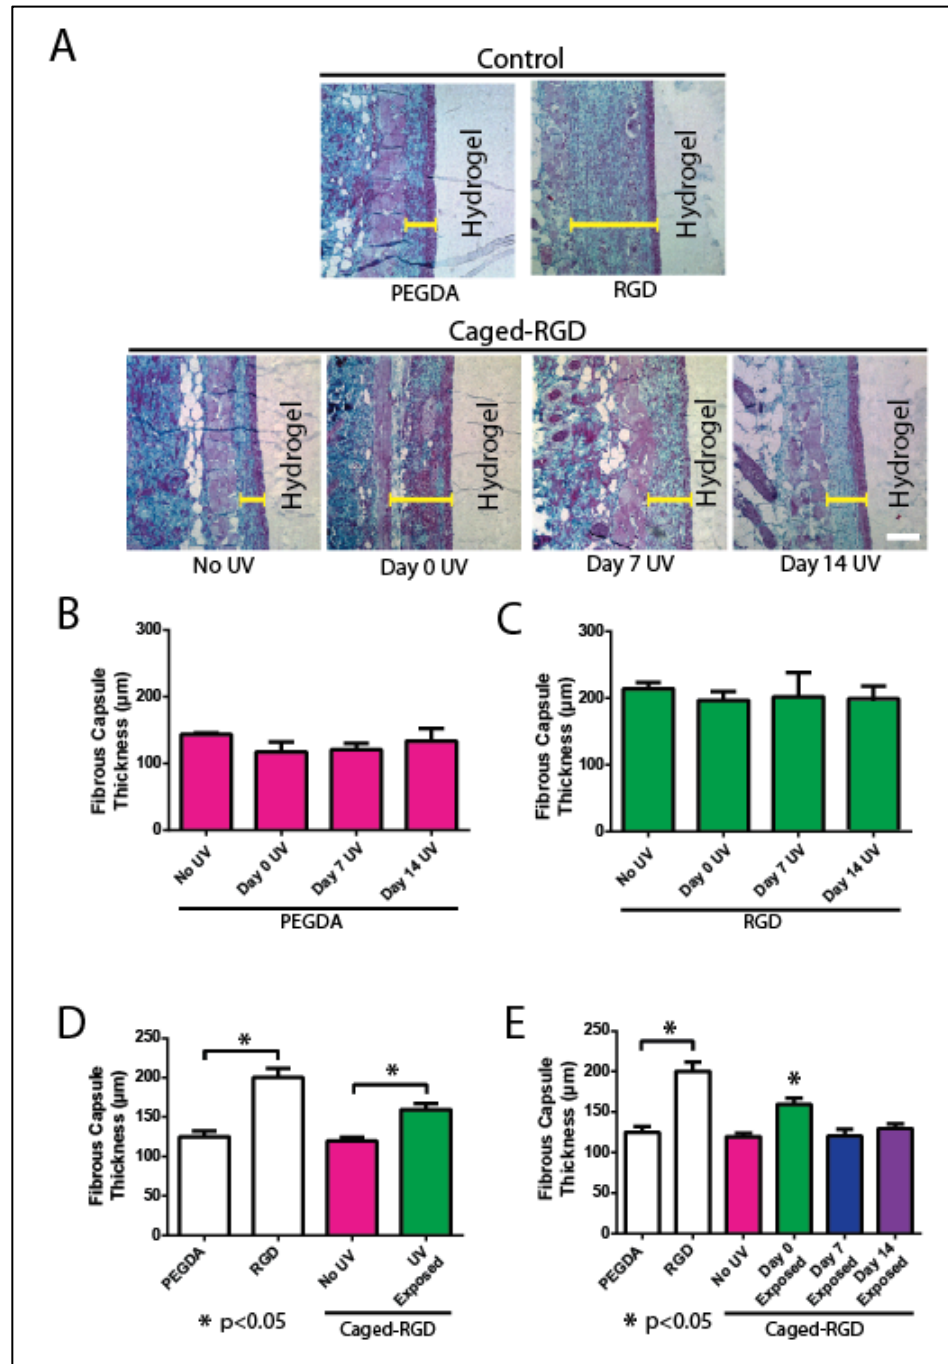 A
Control
Hydrogel
Hydrogel
PEGDA
RGD
Caged-RGD
Hydrogel
Hydrogel
Hydrogel
Hydrogel
No UV
Day 0 UV
Day 7 UV
Day 14 UV
B
Fibrous Capsule
Thickness (µm)
300
200
100
0
No UV
Day 0 UV
Day 7 UV
Day 14 UV
PEGDA
C
Fibrous Capsule
Thickness (µm)
300
200
100
0
No UV
Day 0 UV
Day 7 UV
Day 14 UV
RGD
D
Fibrous Capsule
Thickness (µm)
250
200
150
100
50
0
*
*
PEGDA
RGD
No UV
UV
Exposed
* p<0.05
Caged-RGD
E
Fibrous Capsule
Thickness (µm)
250
200
150
100
50
0
*
*
PEGDA
RGD
No UV
Day 0
Exposed
Day 7
Exposed
Day 14
Exposed
* p<0.05
Caged-RGD